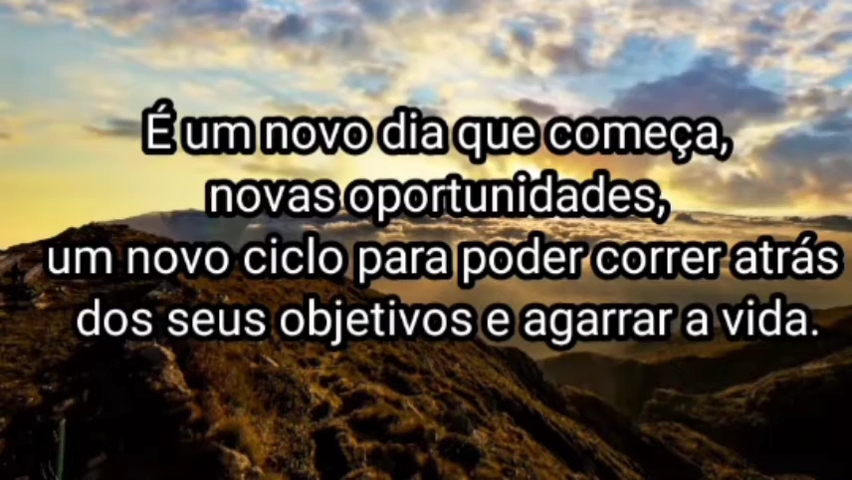 É um novo dia que começa,
novas oportunidades,
um novo ciclo para poder correr atrás
dos seus objetivos e agarrar a vida.